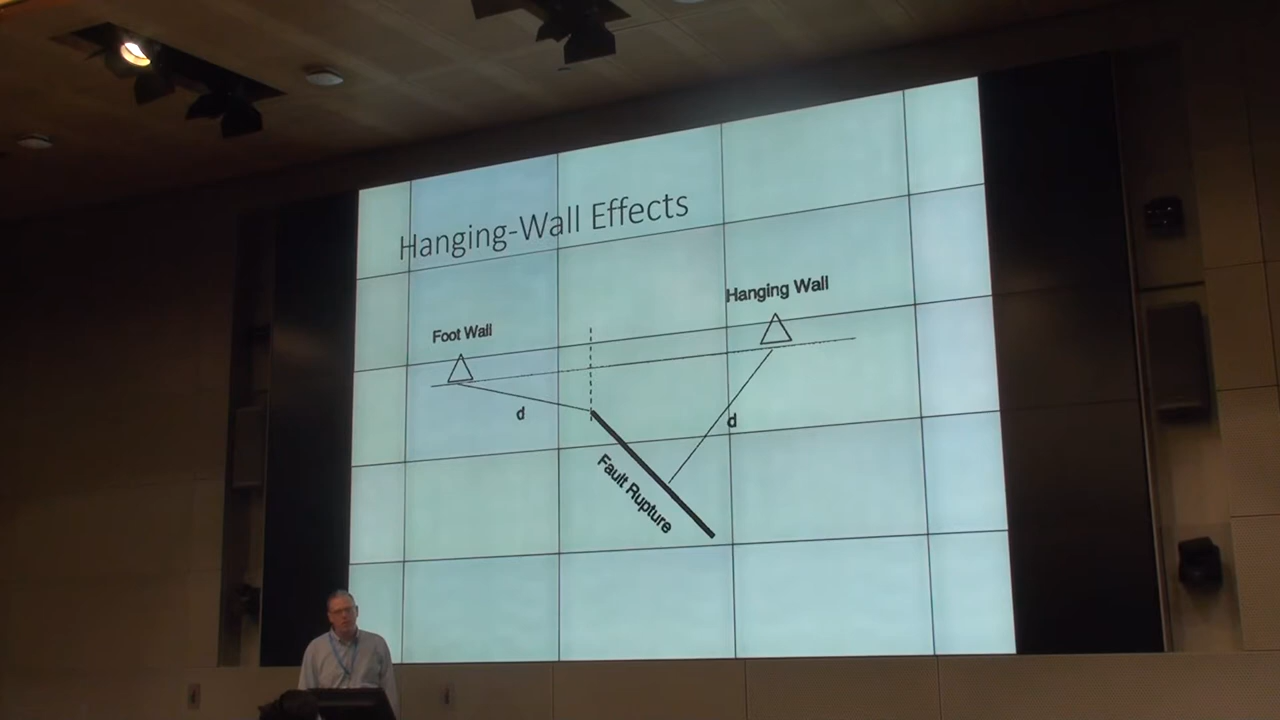 Hanging-Wall Effects
Hanging Wall
Foot Wall
d
d
Fault Rupture